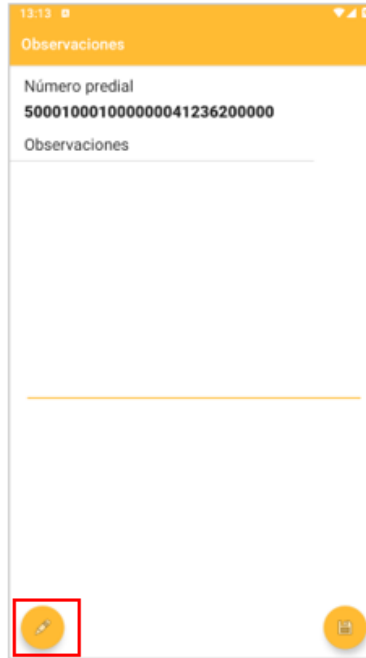 13:13
Observaciones
Número predial
500010001000000041236200000
Observaciones